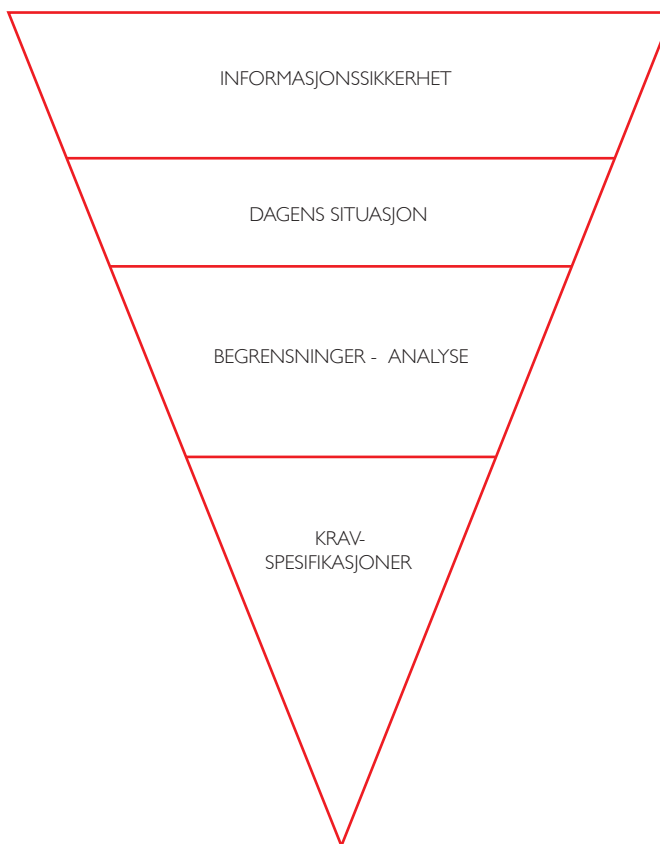 INFORMASJONSSIKKERHET
DAGENS SITUASJON
BEGRENSNINGER - ANALYSE
KRAV-
SPESIFIKASJONER